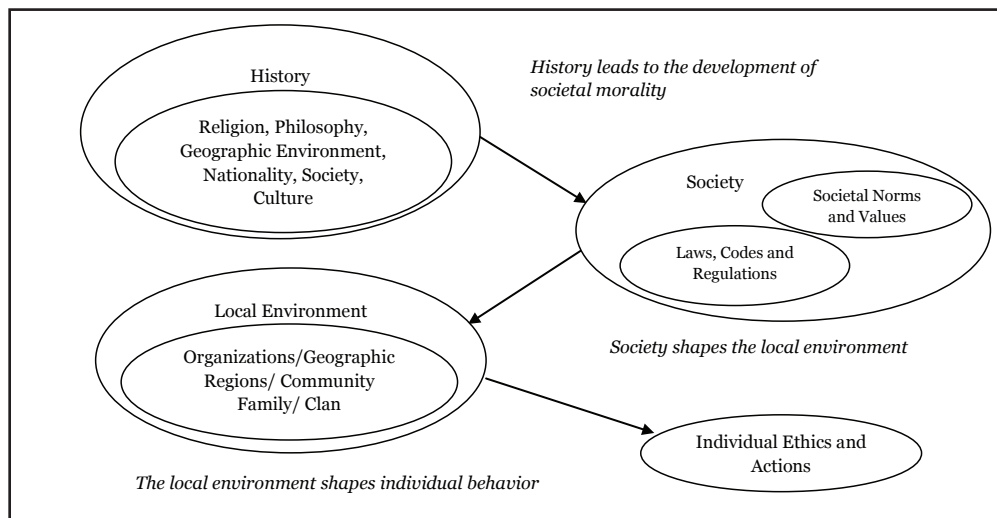 History
Religion, Philosophy,
Geographic Environment,
Nationality, Society,
Culture
History leads to the development of
societal morality
Society
Societal Norms
and Values
Laws, Codes and
Regulations
Society shapes the local environment
Local Environment
Organizations/Geographic
Regions/ Community
Family/ Clan
The local environment shapes individual behavior
Individual Ethics and
Actions